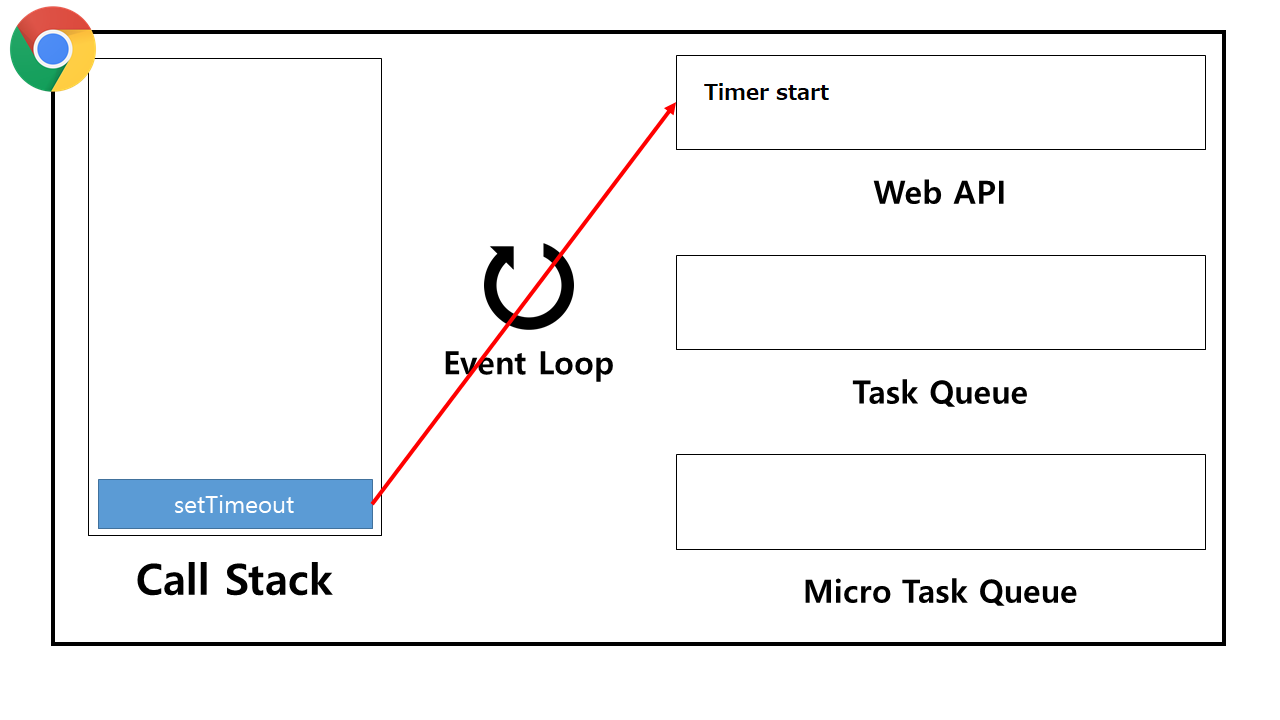 Timer start
Web API
Event Loop
Task Queue
setTimeout
Call Stack
Micro Task Queue